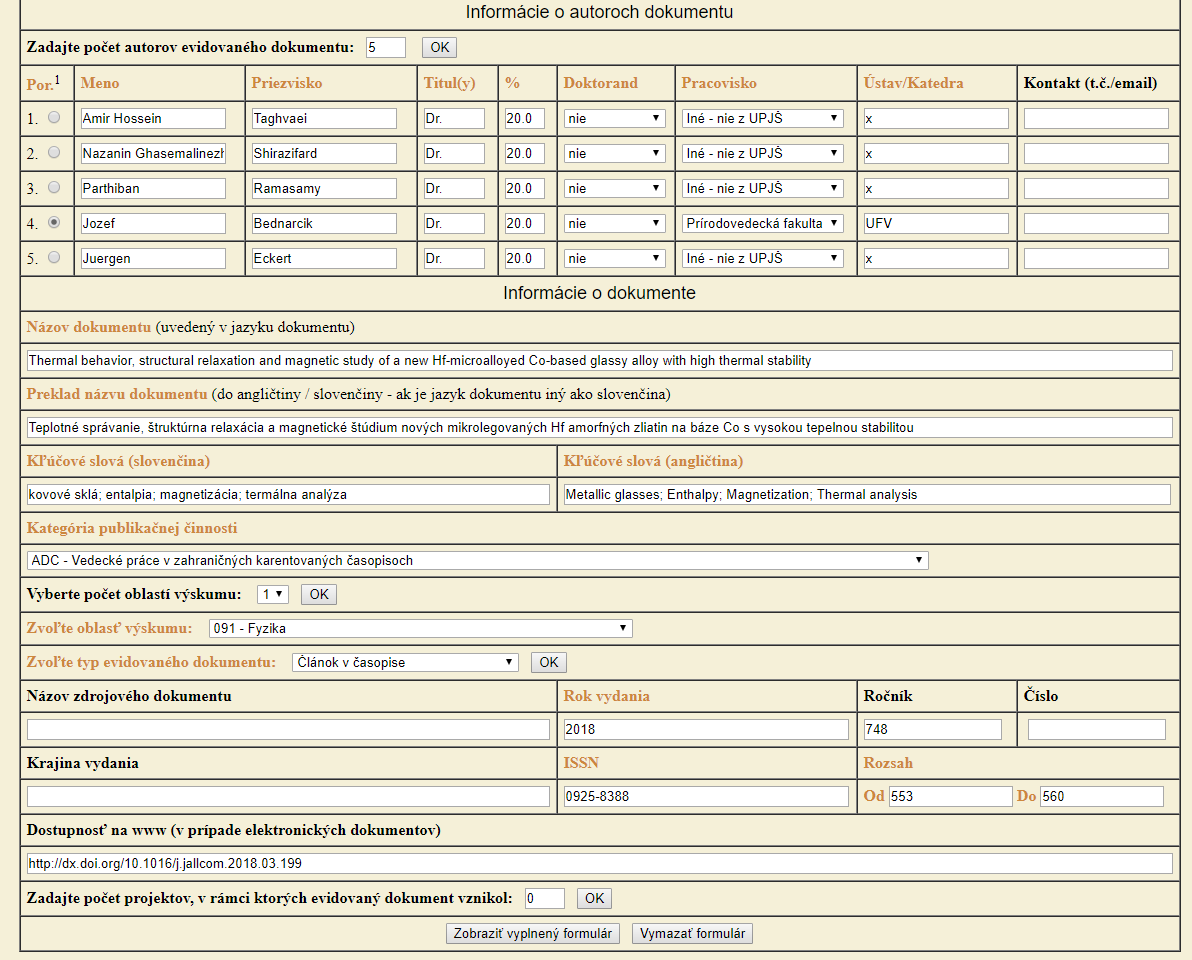 Informácie o autoroch dokumentu
Zadajte počet autorov evidovaného dokumentu: 5 OK
Por.1 Meno Priezvisko Titul(y) % Doktorand Pracovisko Ústav/Katedra Kontakt (t.č./email)
1. Amir Hossein Taghvaei Dr. 20.0 nie Iné - nie z UPJŠ x
2. Nazanin Ghasemalinezh Shirazifard Dr. 20.0 nie Iné - nie z UPJŠ x
3. Parthiban Ramasamy Dr. 20.0 nie Iné - nie z UPJŠ x
4. Jozef Bednarcik Dr. 20.0 nie Prírodovedecká fakulta UFV
5. Juergen Eckert Dr. 20.0 nie Iné - nie z UPJŠ x
Informácie o dokumente
Názov dokumentu (uvedený v jazyku dokumentu)
Thermal behavior, structural relaxation and magnetic study of a new Hf-microalloyed Co-based glassy alloy with high thermal stability
Preklad názvu dokumentu (do angličtiny / slovenčiny - ak je jazyk dokumentu iný ako slovenčina)
Teplotné správanie, štruktúrna relaxácia a magnetické štúdium nových mikrolegovaných Hf amorfných zliatin na báze Co s vysokou tepelnou stabilitou
Kľúčové slová (slovenčina) Kľúčové slová (angličtina)
kovové sklá; entalpia; magnetizácia; termálna analýza Metallic glasses; Enthalpy; Magnetization; Thermal analysis
Kategória publikačnej činnosti
ADC - Vedecké práce v zahraničných karentovaných časopisoch
Vyberte počet oblastí výskumu: 1 OK
Zvoľte oblasť výskumu: 091 - Fyzika
Zvoľte typ evidovaného dokumentu: Článok v časopise OK
Názov zdrojového dokumentu Rok vydania Ročník Číslo
2018 748
Krajina vydania ISSN Rozsah
0925-8388 Od 553 Do 560
Dostupnosť na www (v prípade elektronických dokumentov)
http://dx.doi.org/10.1016/j.jallcom.2018.03.199
Zadajte počet projektov, v rámci ktorých evidovaný dokument vznikol: 0 OK
Zobraziť vyplnený formulár Vymazať formulár